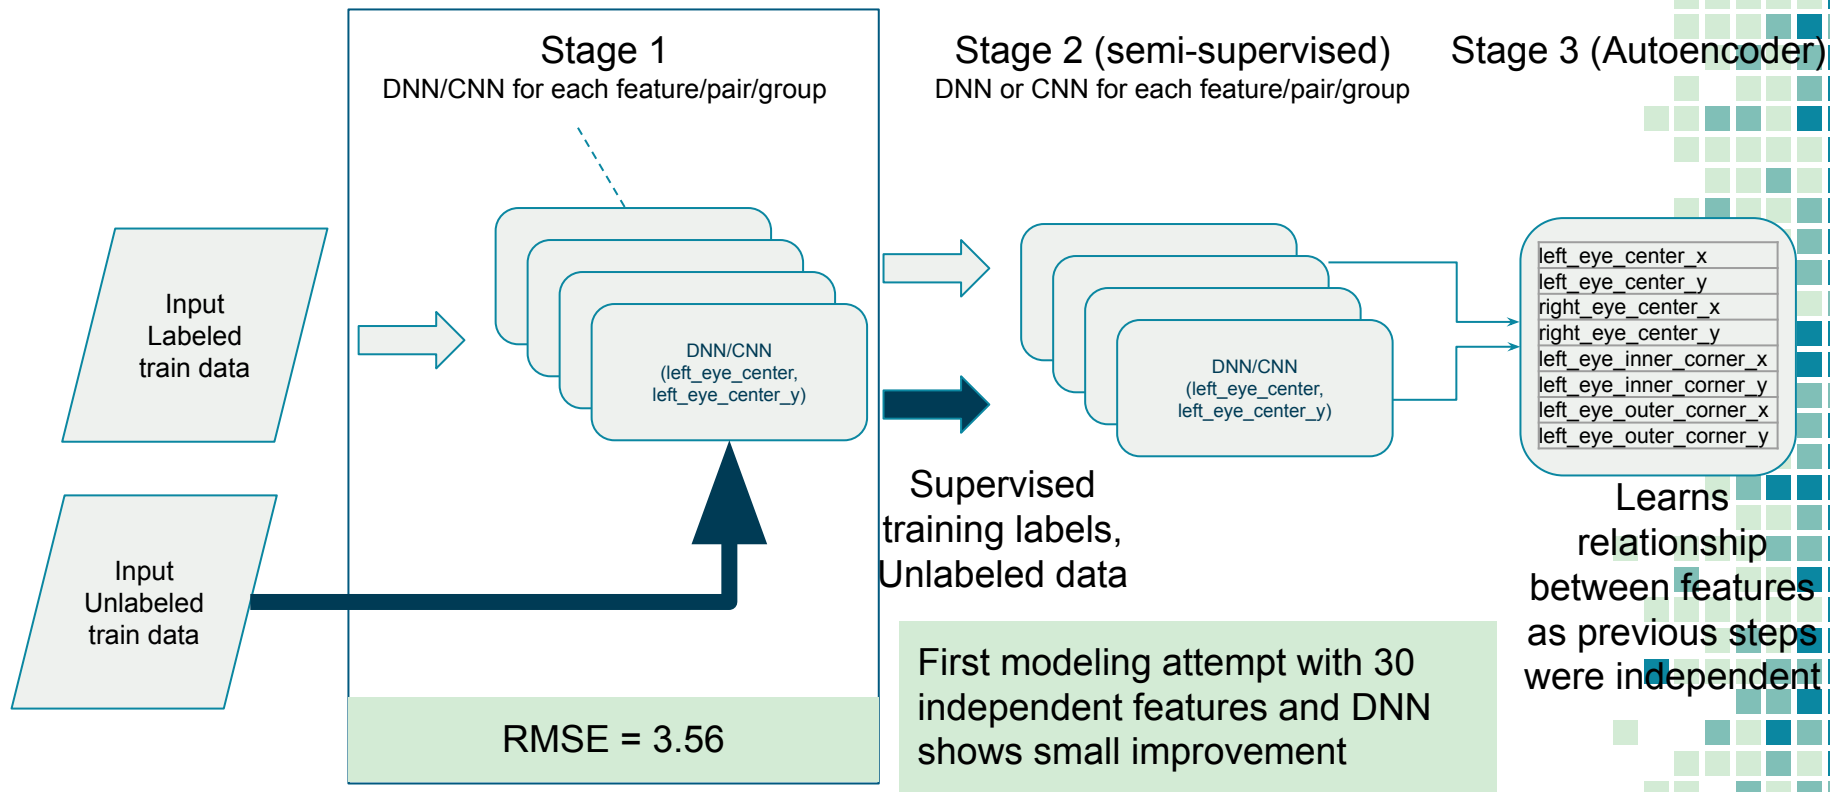 Stage 1
DNN/CNN for each feature/pair/group
Stage 2 (semi-supervised)
DNN or CNN for each feature/pair/group
Stage 3 (Autoencoder)
Input
Labeled
train data
DNN/CNN
(left_eye_center,
left_eye_center_y)
DNN/CNN
(left_eye_center,
left_eye_center_y)
left_eye_center_x
left_eye_center_y
right_eye_center_x
right_eye_center_y
left_eye_inner_corner_x
left_eye_inner_corner_y
left_eye_outer_corner_x
left_eye_outer_corner_y
Input
Unlabeled
train data
Supervised
training labels,
Unlabeled data
Learns
relationship
between features
as previous steps
were independent
RMSE = 3.56
First modeling attempt with 30
independent features and DNN
shows small improvement